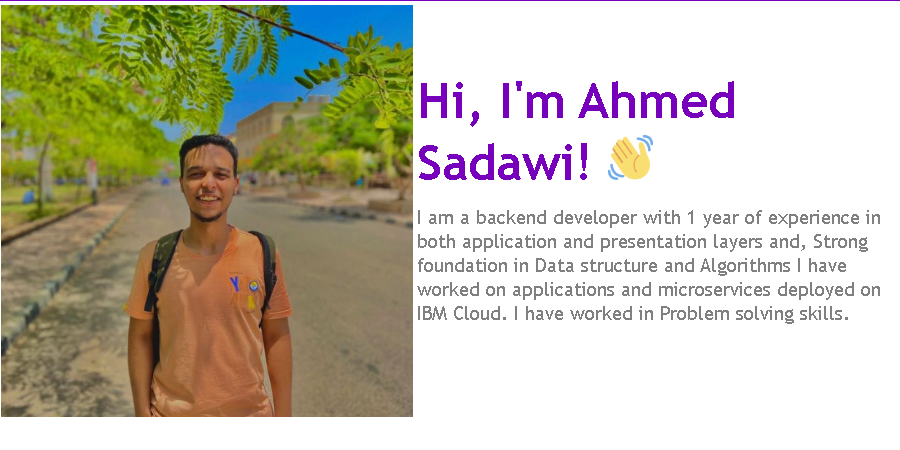 Hi, I'm Ahmed
Sadawi! 👋
I am a backend developer with 1 year of experience in
both application and presentation layers and, Strong
foundation in Data structure and Algorithms I have
worked on applications and microservices deployed on
IBM Cloud. I have worked in Problem solving skills.